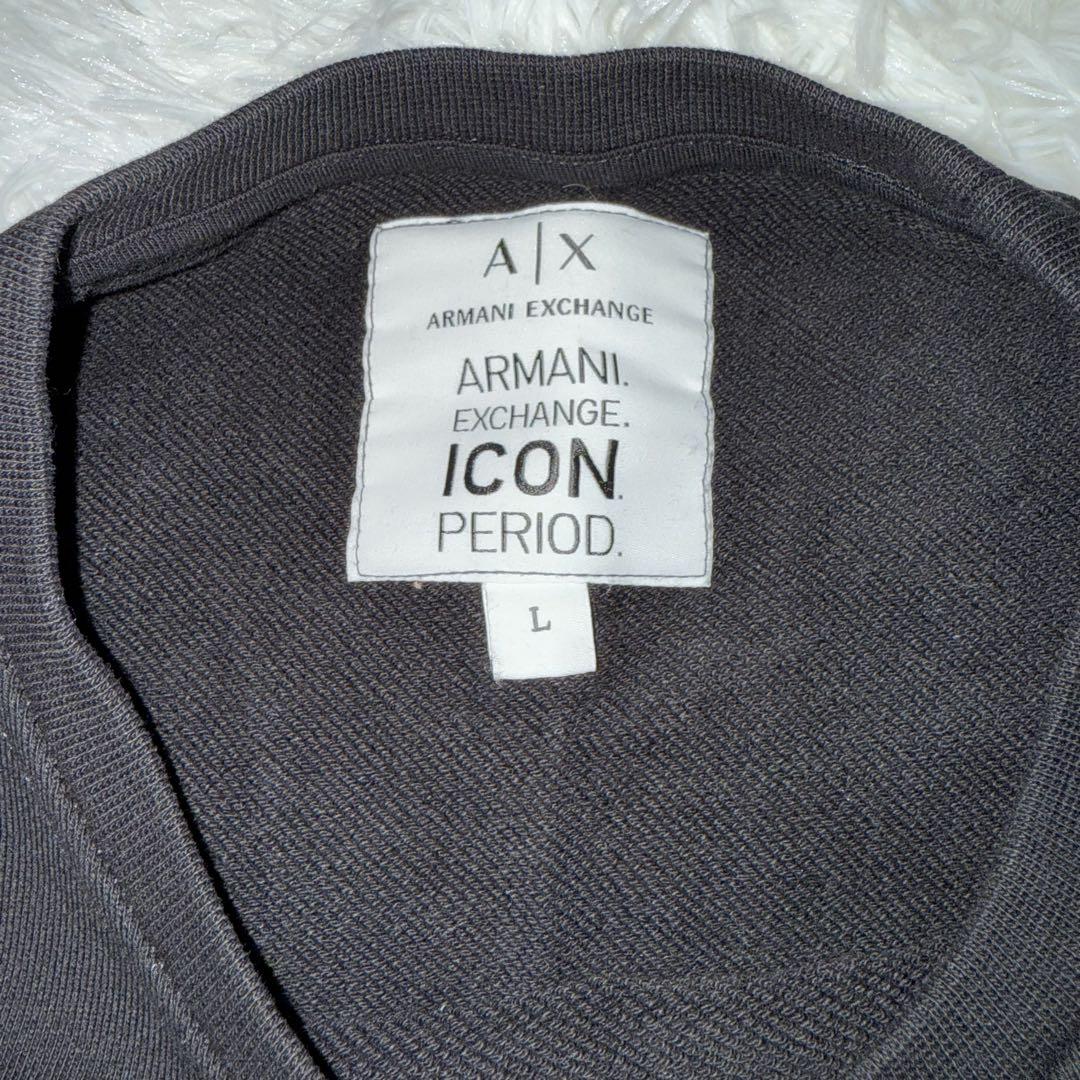 A|X
ARMANI EXCHANGE
ARMANI.
EXCHANGE.
ICON.
PERIOD.
L